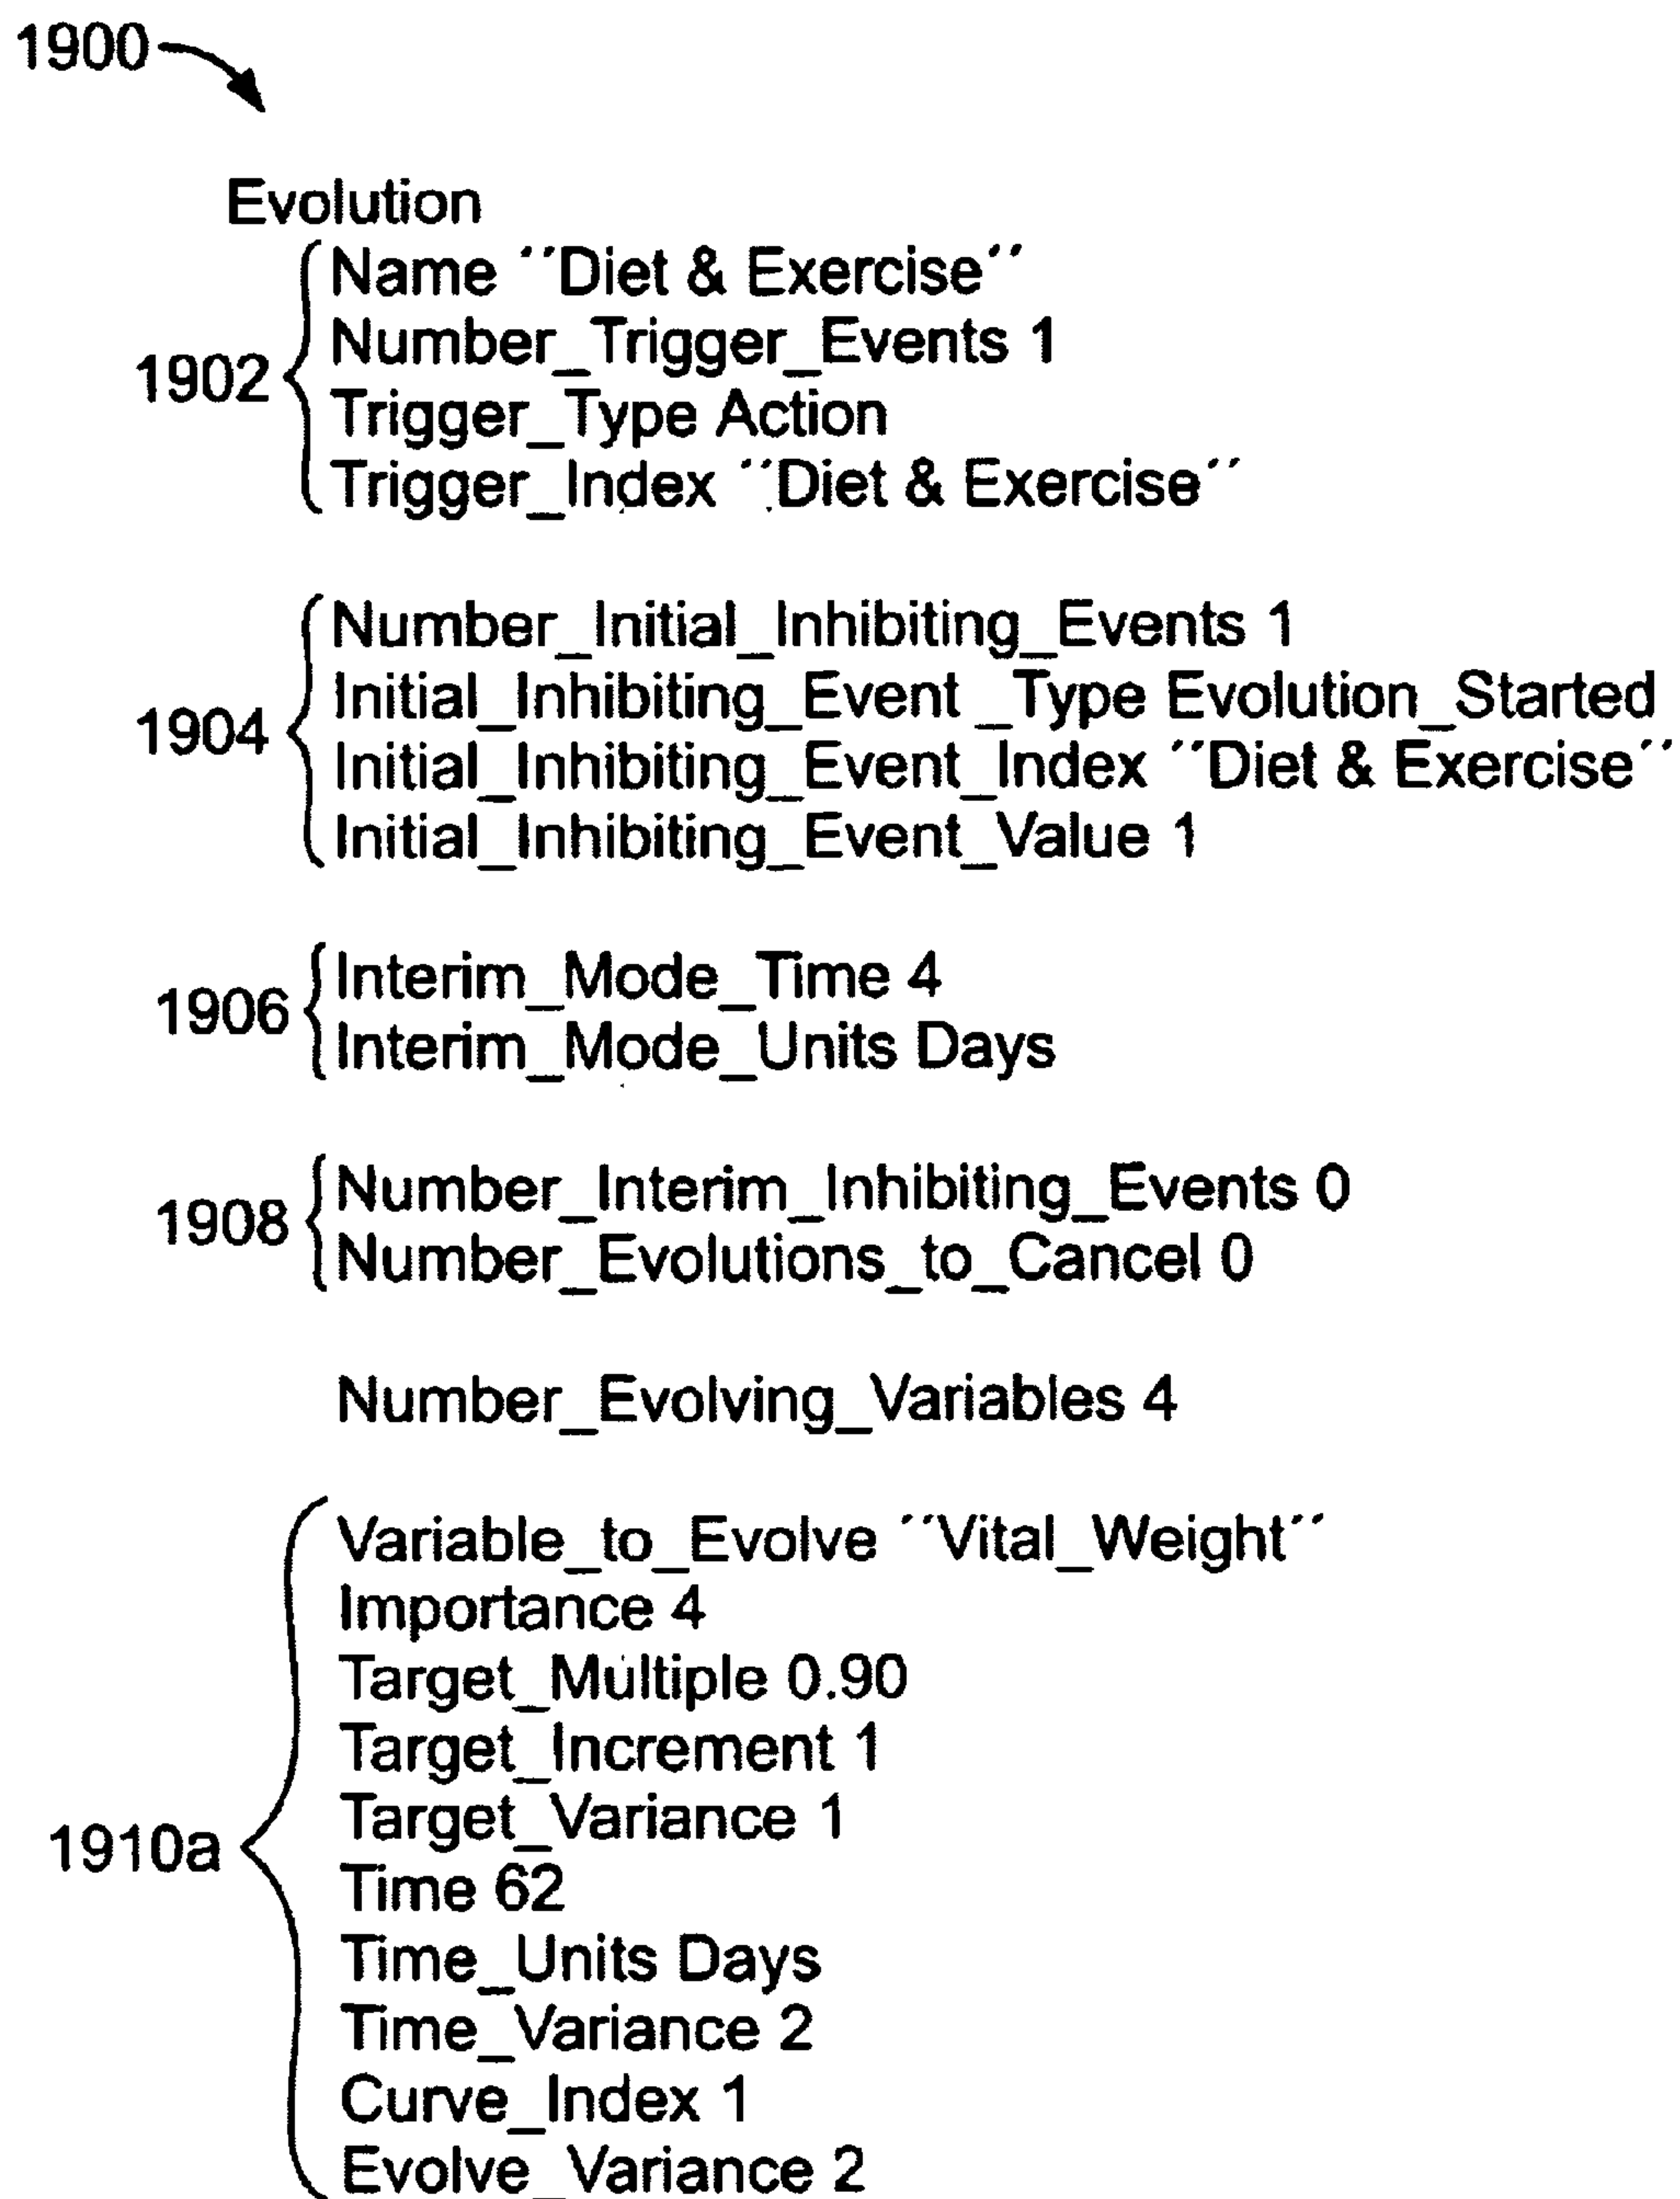 1900
Evolution
Name ´´Diet & Exercise´´
Number_Trigger_Events 1
1902
Trigger_Type Action
Trigger_Index ´´Diet & Exercise´´
Number_Initial_Inhibiting_Events 1
Initial_Inhibiting_Event _Type Evolution_Started
1904
Initial_Inhibiting_Event_Index ´´Diet & Exercise´´
Initial_Inhibiting_Event_Value 1
Interim_Mode_Time 4
1906
Interim_Mode_Units Days
Number_Interim_Inhibiting_Events 0
1908
Number_Evolutions_to_Cancel 0
Number_Evolving_Variables 4
Variable_to_Evolve ´´Vital_Weight´´
Importance 4
Target_Multiple 0.90
Target_Increment 1
Target_Variance 1
1910a
Time 62
Time_Units Days
Time_Variance 2
Curve_Index 1
Evolve_Variance 2